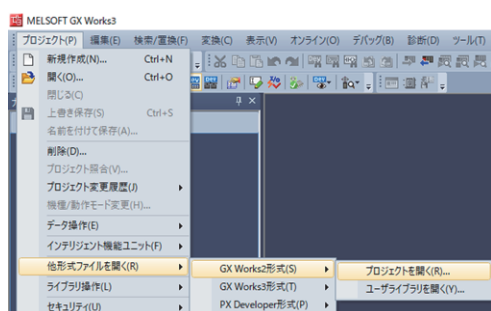 MELSOFT GX Works3
プロジェクト(P) 編集(E) 検索/置換(F) 変換(C) 表示(V) オンライン(O) デバッグ(B) 診断(D) ツール(T)
新規作成(N)... Ctrl+N
開く(O)... Ctrl+O
閉じる(C)
上書き保存(S) Ctrl+S
名前を付けて保存(A)...
削除(D)...
プロジェクト照合(V)...
プロジェクト変更履歴(J)
機種/動作モード変更(H)...
データ操作(E)
インテリジェント機能ユニット(F)
他形式ファイルを開く(R) GX Works2形式(S) プロジェクトを開く(R)...
ライブラリ操作(L) GX Works3形式(T) ユーザライブラリを開く(Y)...
セキュリティ(U) PX Developer形式(P)